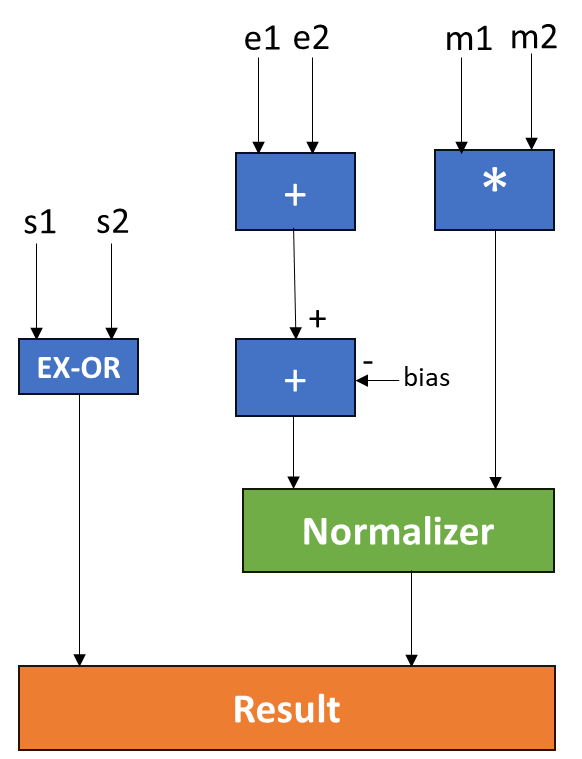 e1 e2 m1 m2
+ *
s1 s2
+
EX-OR + - bias
Normalizer
Result